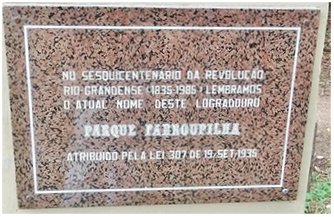 NO SESQUICENTENÁRIO DA REVOLUÇÃO
RIO-GRANDENSE (1835-1985) LEMBRAMOS
O ATUAL NOME DESTE LOGRADOURO
PARQUE FARROUPILHA
ATRIBUIDO PELA LEI 307 DE 19/SET/1935